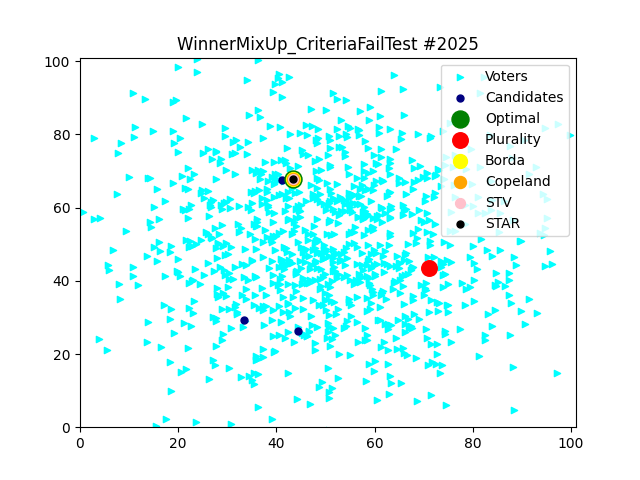 WinnerMixUp_CriteriaFailTest #2025
100
80
60
40
20
0
0 20 40 60 80 100
Voters
Candidates
Optimal
Plurality
Borda
Copeland
STV
STAR